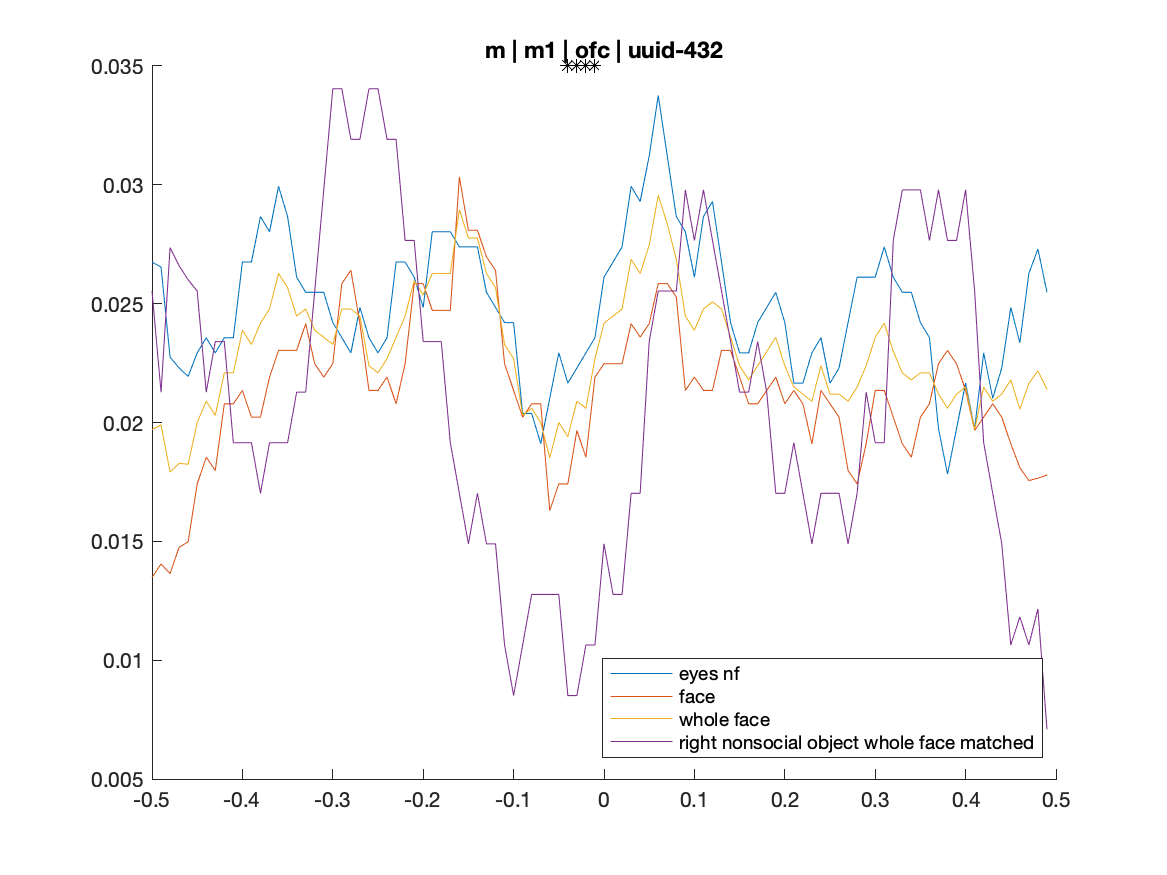 m | m1 | ofc | uuid-432
0.035
0.03
0.025
0.02
0.015
0.01
0.005
-0.5 -0.4 -0.3 -0.2 -0.1 0 0.1 0.2 0.3 0.4 0.5
eyes nf
face
whole face
right nonsocial object whole face matched